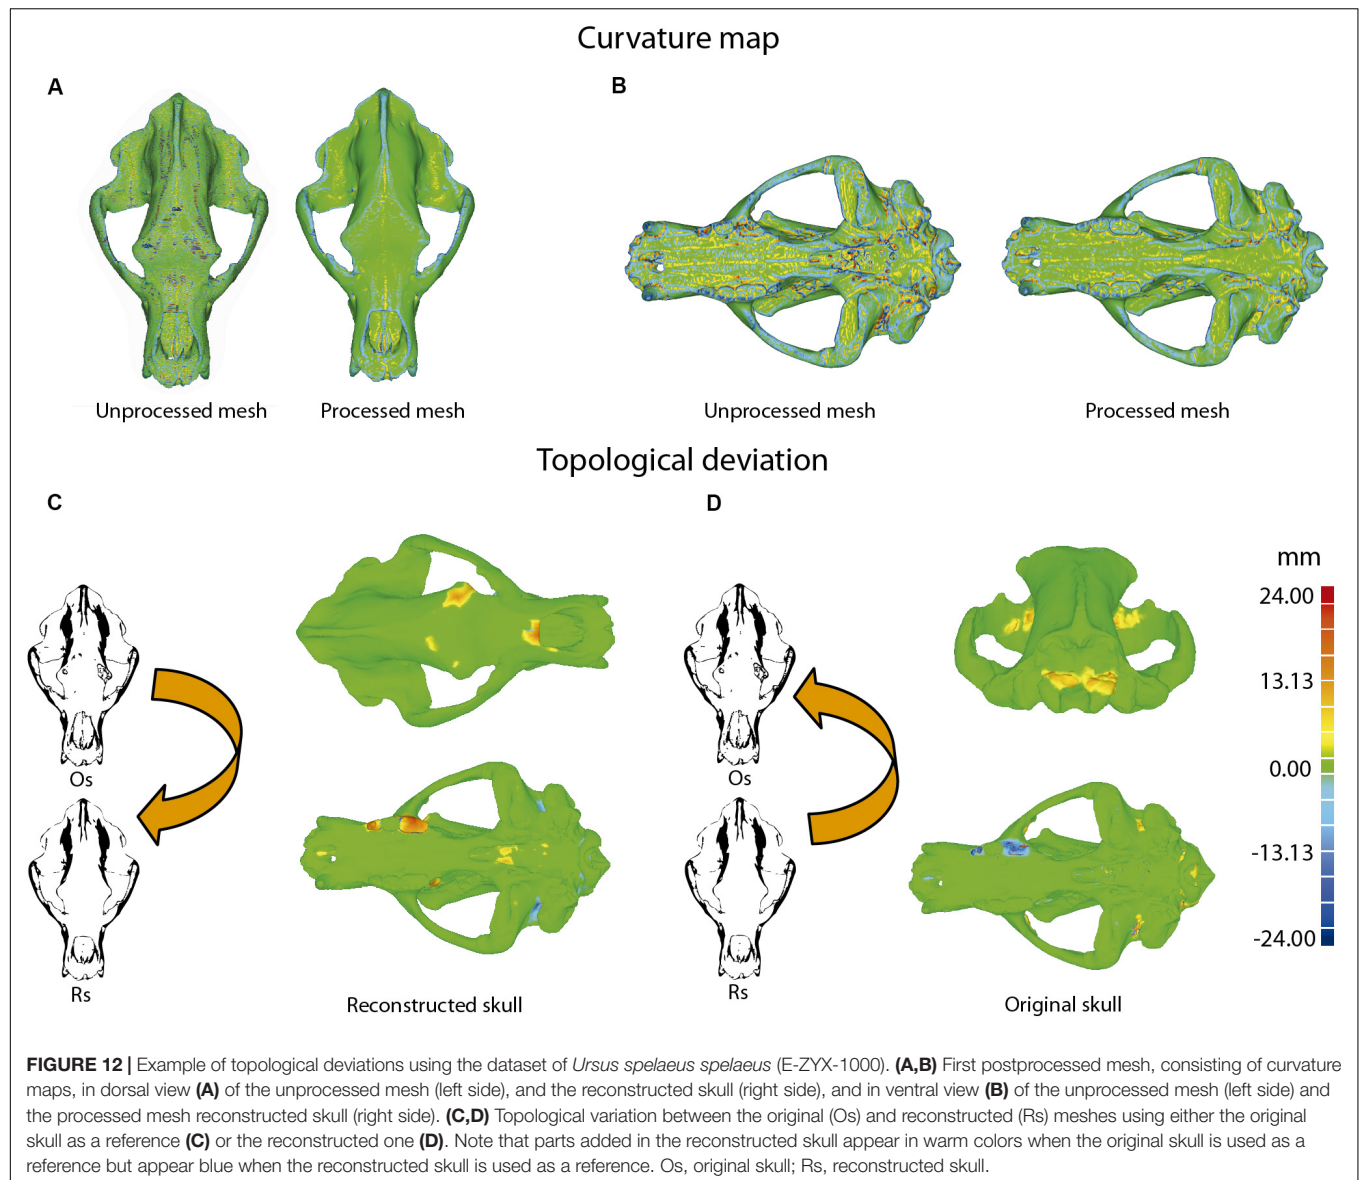 Curvature map
A
B
Unprocessed mesh
Processed mesh
Unprocessed mesh
Processed mesh
Topological deviation
C
D
mm
24.00
13.13
0.00
-13.13
-24.00
Os
Rs
Reconstructed skull
Os
Rs
Original skull
FIGURE 12 | Example of topological deviations using the dataset of Ursus spelaeus spelaeus (E-ZYX-1000). (A,B) First postprocessed mesh, consisting of curvature
maps, in dorsal view (A) of the unprocessed mesh (left side), and the reconstructed skull (right side), and in ventral view (B) of the unprocessed mesh (left side) and
the processed mesh reconstructed skull (right side). (C,D) Topological variation between the original (Os) and reconstructed (Rs) meshes using either the original
skull as a reference (C) or the reconstructed one (D). Note that parts added in the reconstructed skull appear in warm colors when the original skull is used as a
reference but appear blue when the reconstructed skull is used as a reference. Os, original skull; Rs, reconstructed skull.